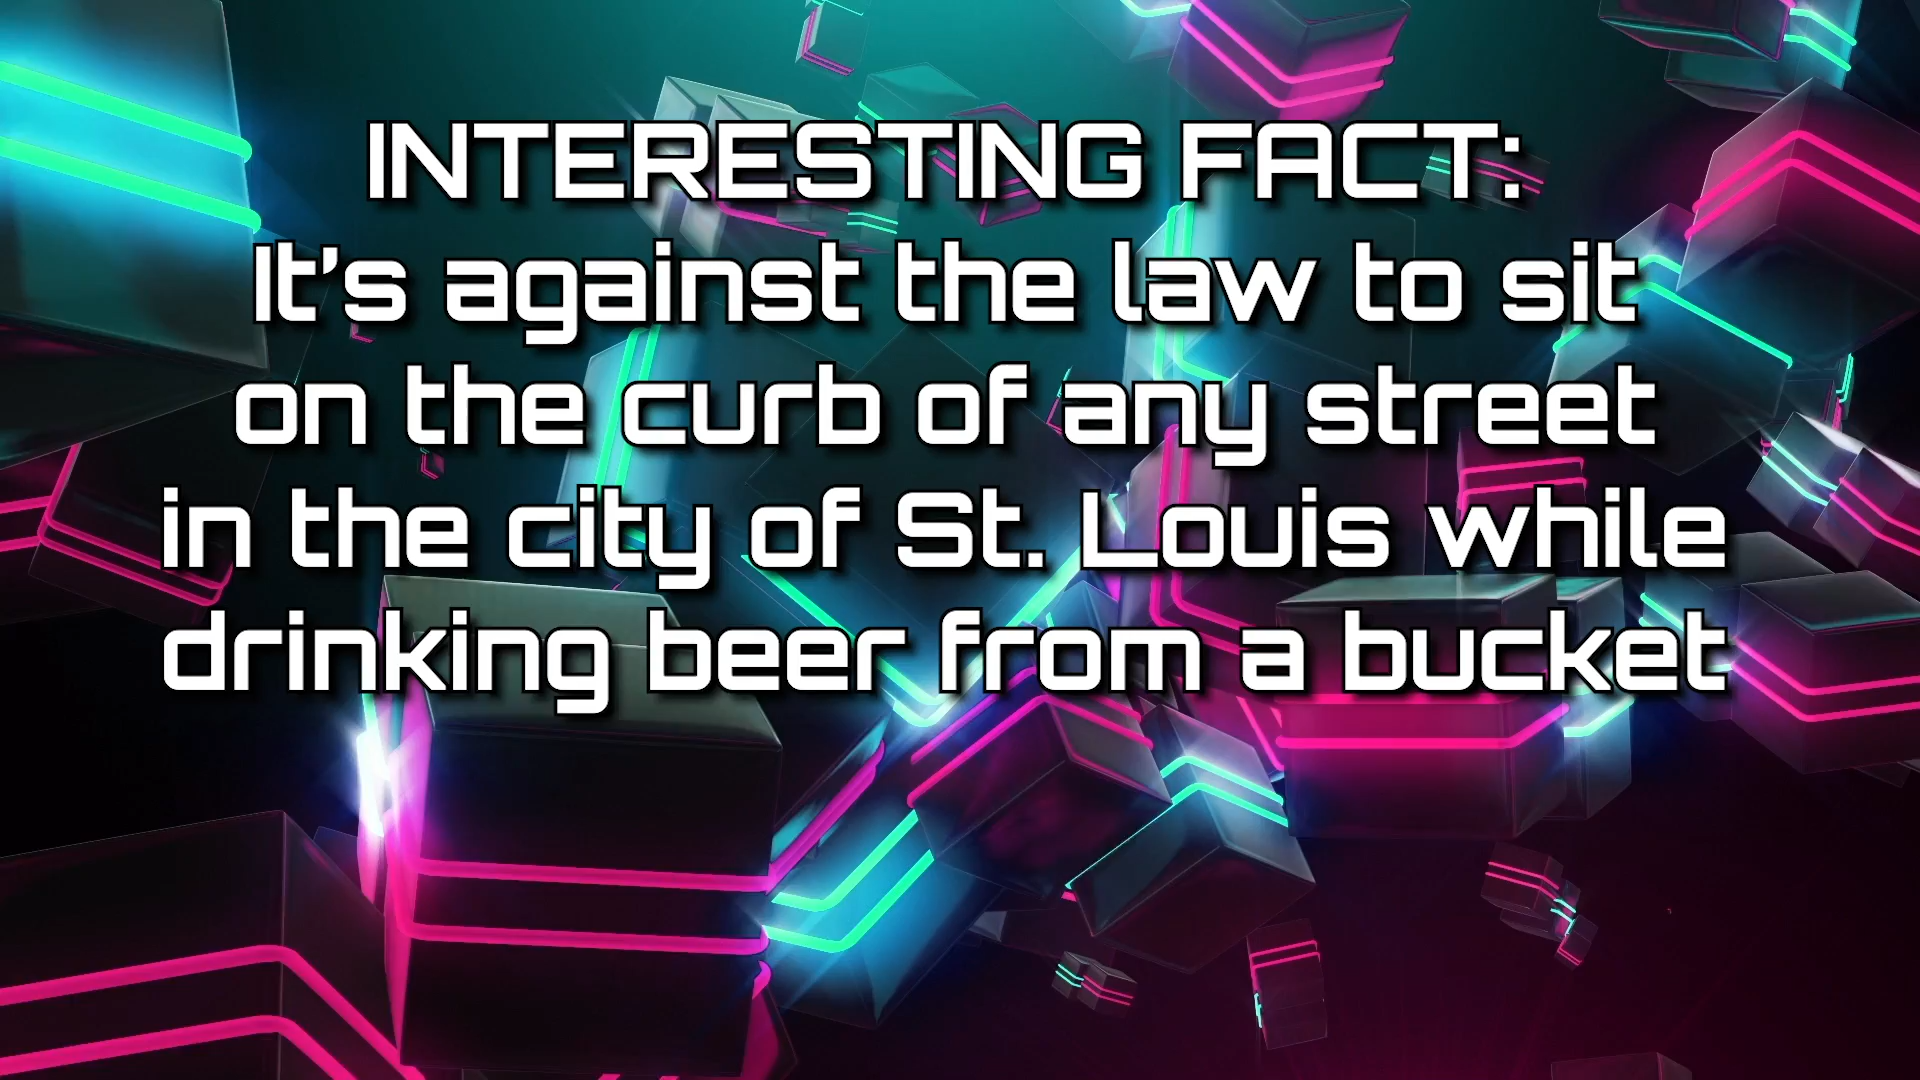 INTERESTING FACT:
It's against the law to sit
on the curb of any street
in the city of St. Louis while
drinking beer from a bucket